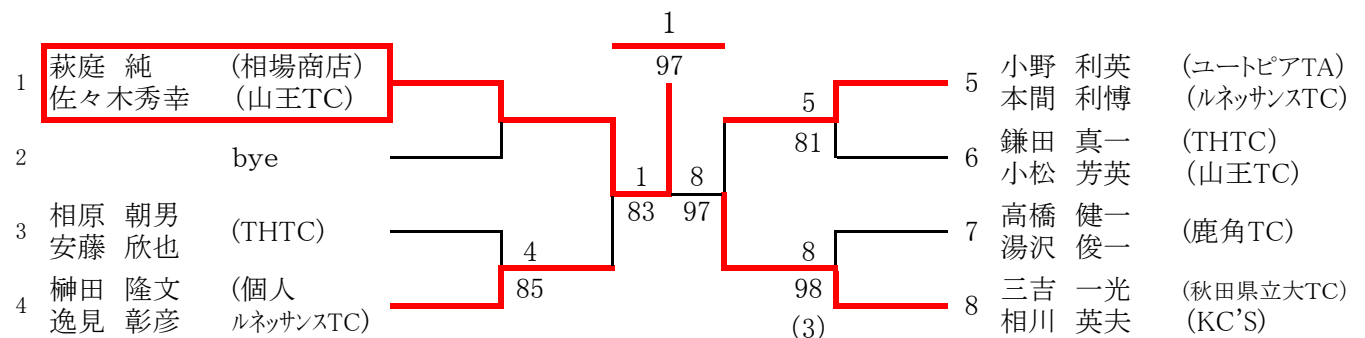 1
97
1
萩庭 純 (相場商店)
佐々木秀幸 (山王TC)
2
bye
3
相原 朝男
安藤 欣也
(THTC)
4
榊田 隆文 (個人
逸見 彰彦 ルネッサンスTC)
4
85
1
83
8
97
5
81
8
98
(3)
5
小野 利英 (ユートピアTA)
本間 利博 (ルネッサンスTC)
6
鎌田 真一 (THTC)
小松 芳英 (山王TC)
7
高橋 健一
湯沢 俊一
(鹿角TC)
8
三吉 一光 (秋田県立大TC)
相川 英夫 (KC'S)